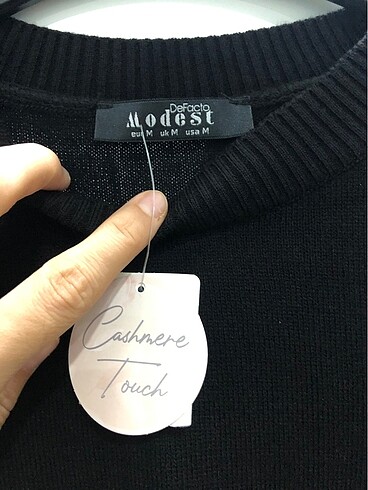 DeFacto
Modest
eur M uk M usa M
Cashmere
Touch